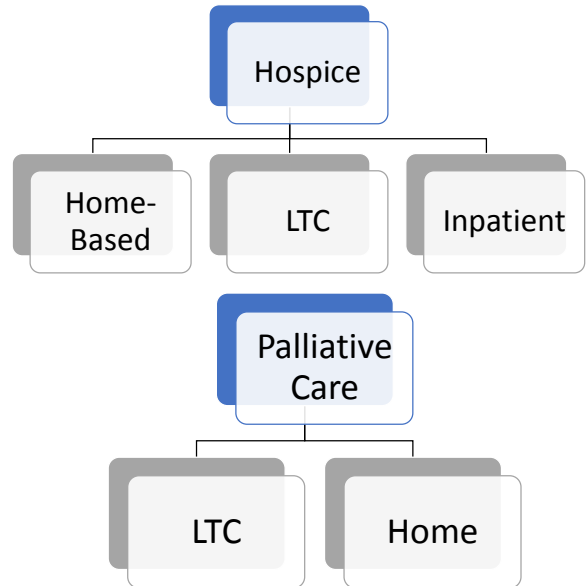 Hospice
Home-
Based
LTC
Inpatient
Palliative
Care
LTC
Home